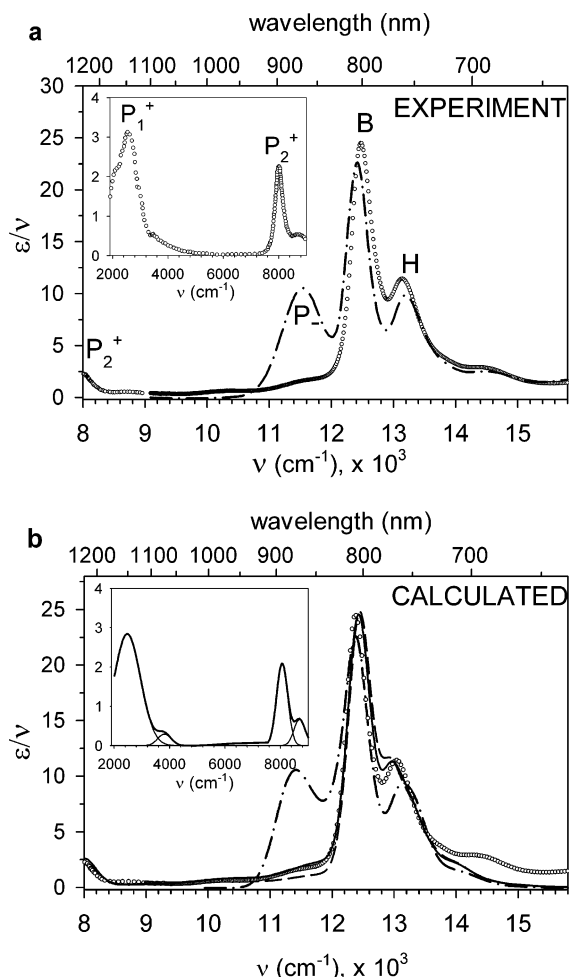 a
wavelength (nm)
1200 1100 1000 900 800 700
EXPERIMENT
30
25
20
15
10
5
0
ε/ν
4
3
2
1
0
P₁⁺
P₂⁺
2000 4000 6000 8000
ν (cm⁻¹)
B
H
P₋
P₂⁺
8 9 10 11 12 13 14 15
ν (cm⁻¹), x 10³
b
wavelength (nm)
1200 1100 1000 900 800 700
CALCULATED
25
20
15
10
5
0
ε/ν
4
3
2
1
0
2000 4000 6000 8000
ν (cm⁻¹)
8 9 10 11 12 13 14 15
ν (cm⁻¹), x 10³